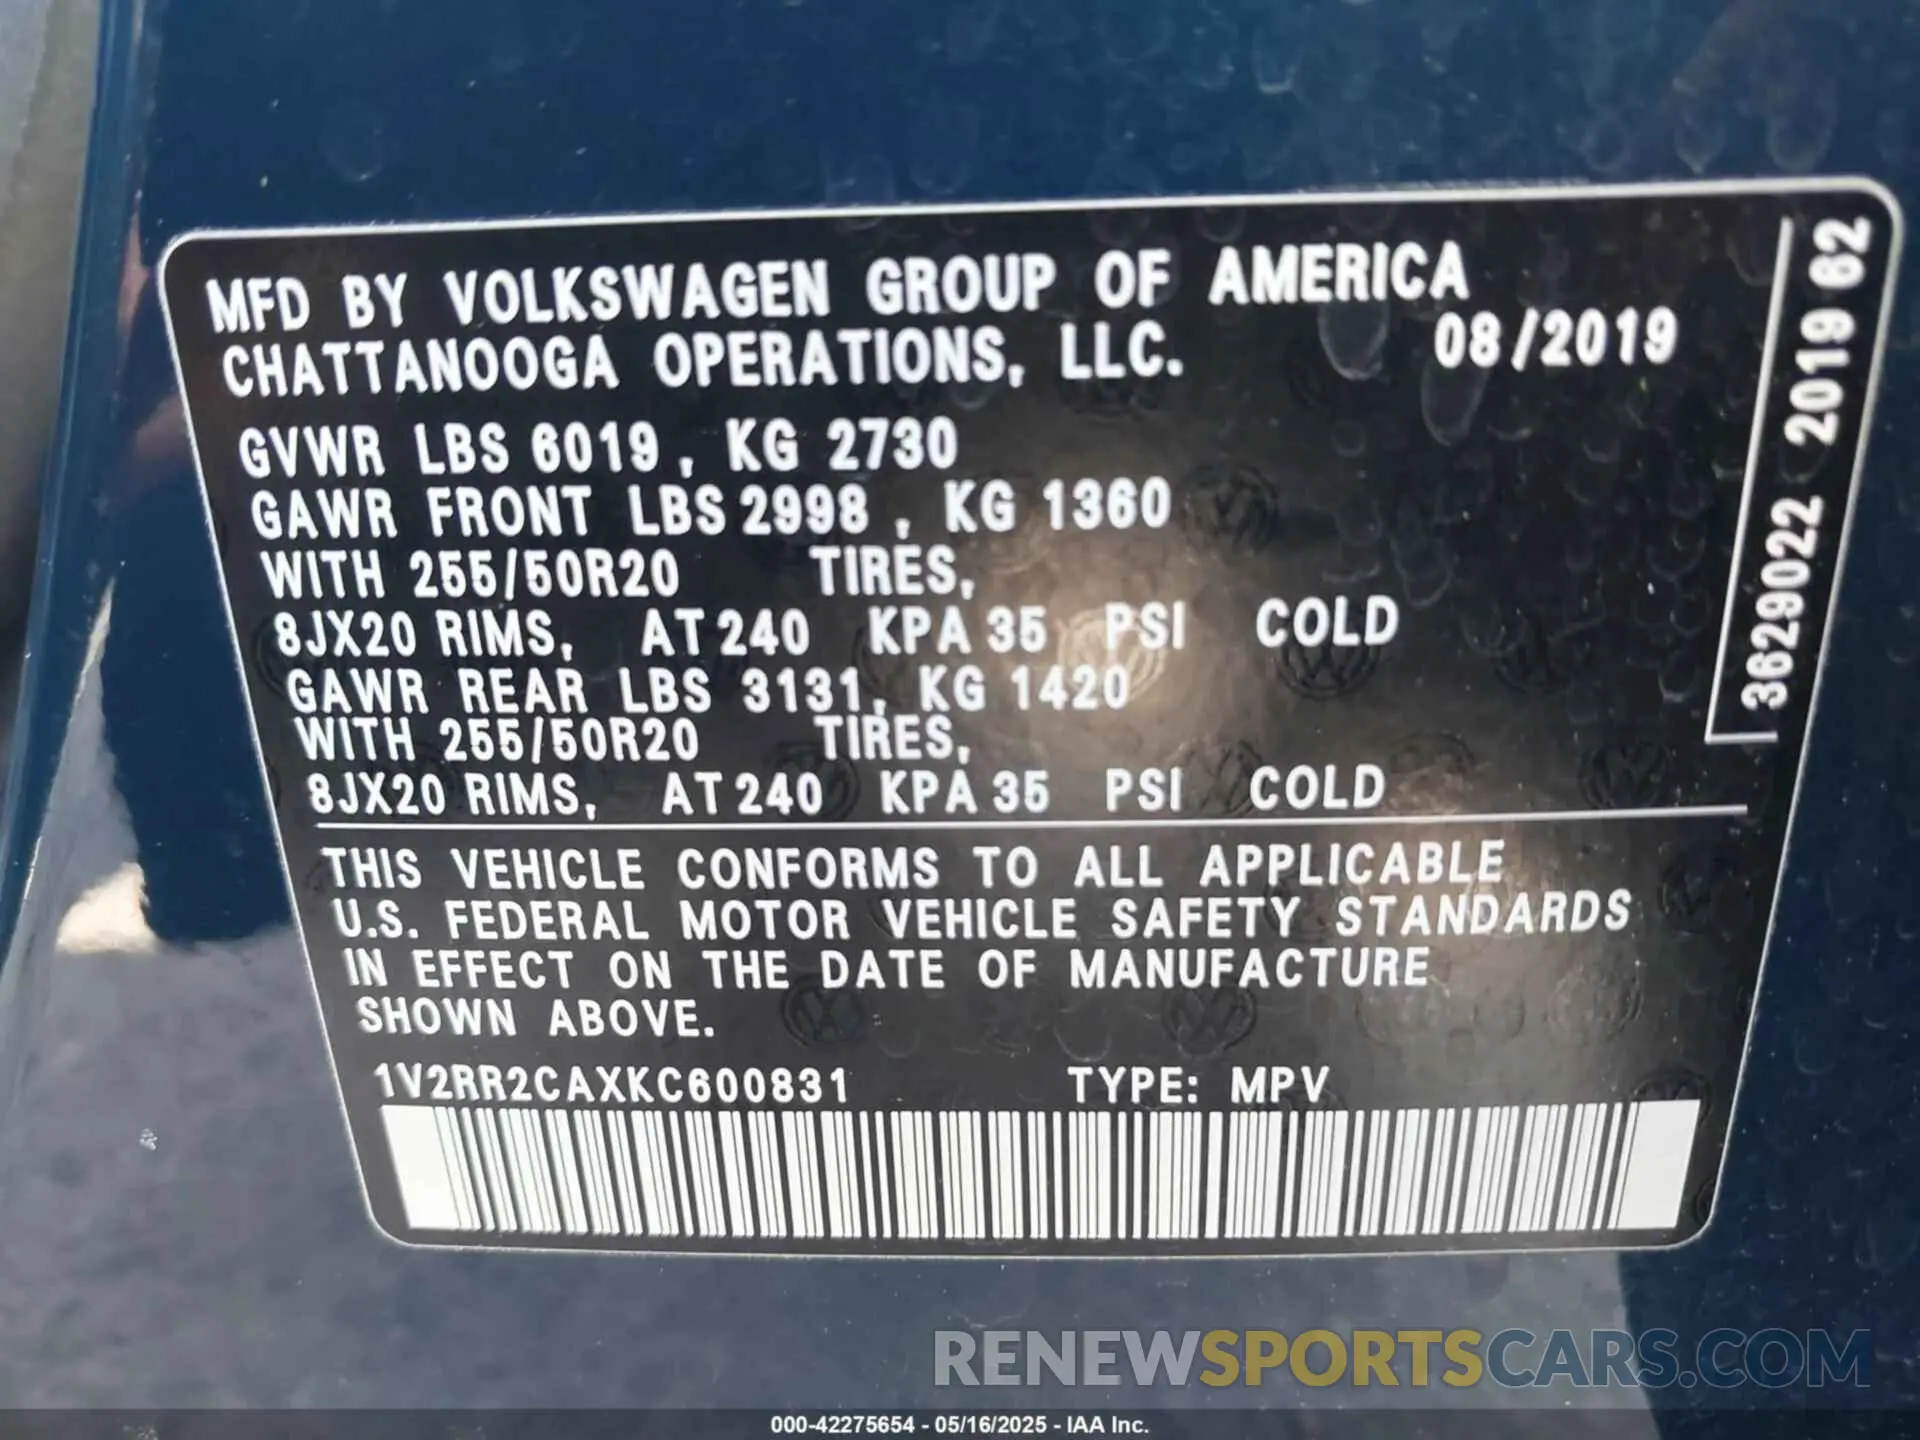 MFD BY VOLKSWAGEN GROUP OF AMERICA
CHATTANOOGA OPERATIONS, LLC. 08/2019
GVWR LBS 6019, KG 2730
GAWR FRONT LBS 2998, KG 1360
WITH 255/50R20 TIRES,
8JX20 RIMS, AT 240 KPA 35 PSI COLD
GAWR REAR LBS 3131, KG 1420
WITH 255/50R20 TIRES,
8JX20 RIMS, AT 240 KPA 35 PSI COLD
THIS VEHICLE CONFORMS TO ALL APPLICABLE
U.S. FEDERAL MOTOR VEHICLE SAFETY STANDARDS
IN EFFECT ON THE DATE OF MANUFACTURE
SHOWN ABOVE.
1V2RR2CAXKC600831 TYPE: MPV
3629022 2019 62
RENEWSPORTSCARS.COM
000-42275654 - 05/16/2025 - IAA Inc.